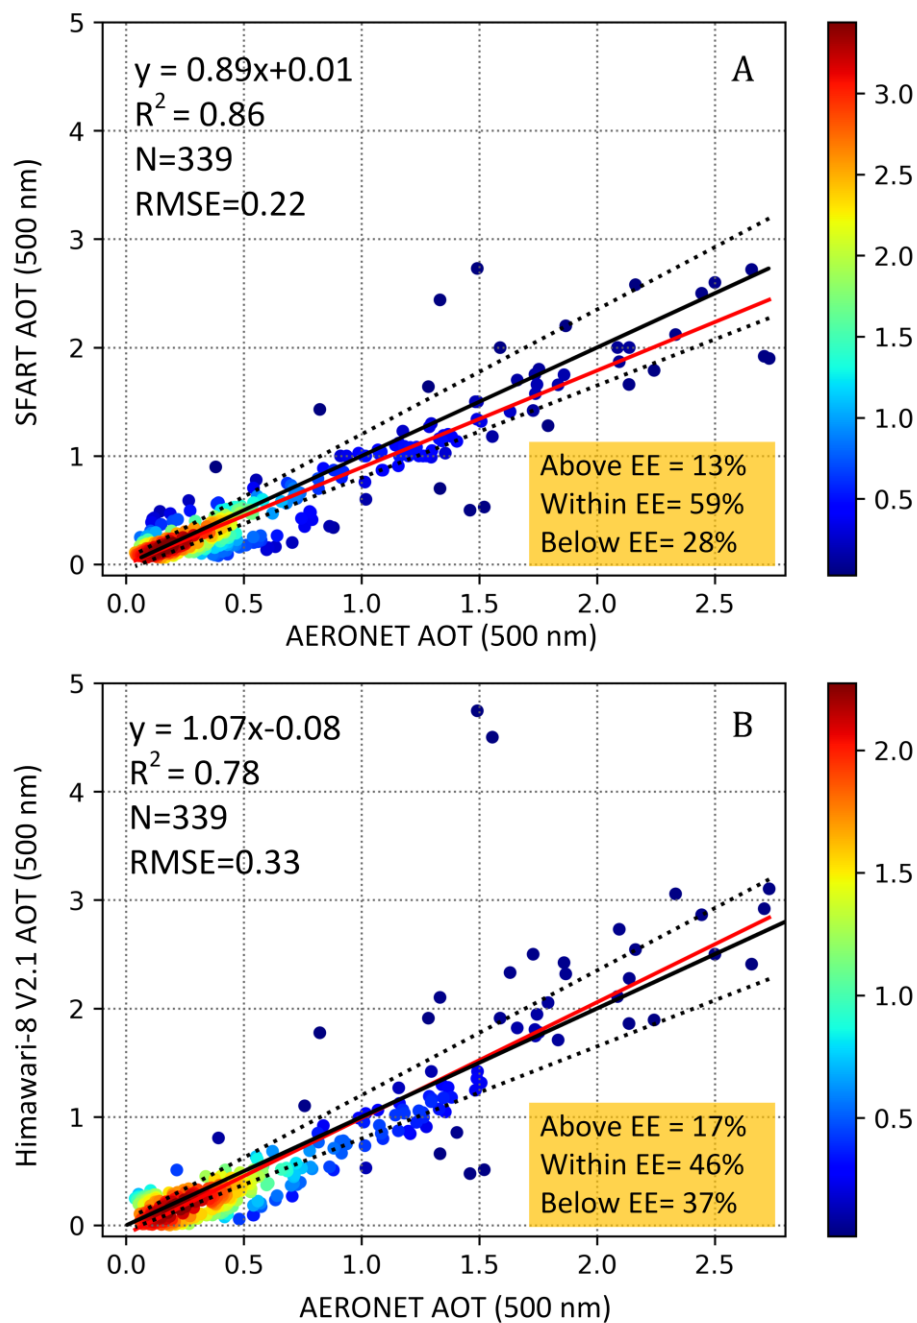 A
y = 0.89x+0.01
R² = 0.86
N=339
RMSE=0.22
Above EE = 13%
Within EE= 59%
Below EE= 28%
5
4
3
2
1
0
SFART AOT (500 nm)
0.0 0.5 1.0 1.5 2.0 2.5
AERONET AOT (500 nm)
3.0
2.5
2.0
1.5
1.0
0.5
B
y = 1.07x-0.08
R² = 0.78
N=339
RMSE=0.33
Above EE = 17%
Within EE= 46%
Below EE= 37%
5
4
3
2
1
0
Himawari-8 V2.1 AOT (500 nm)
0.0 0.5 1.0 1.5 2.0 2.5
AERONET AOT (500 nm)
2.0
1.5
1.0
0.5